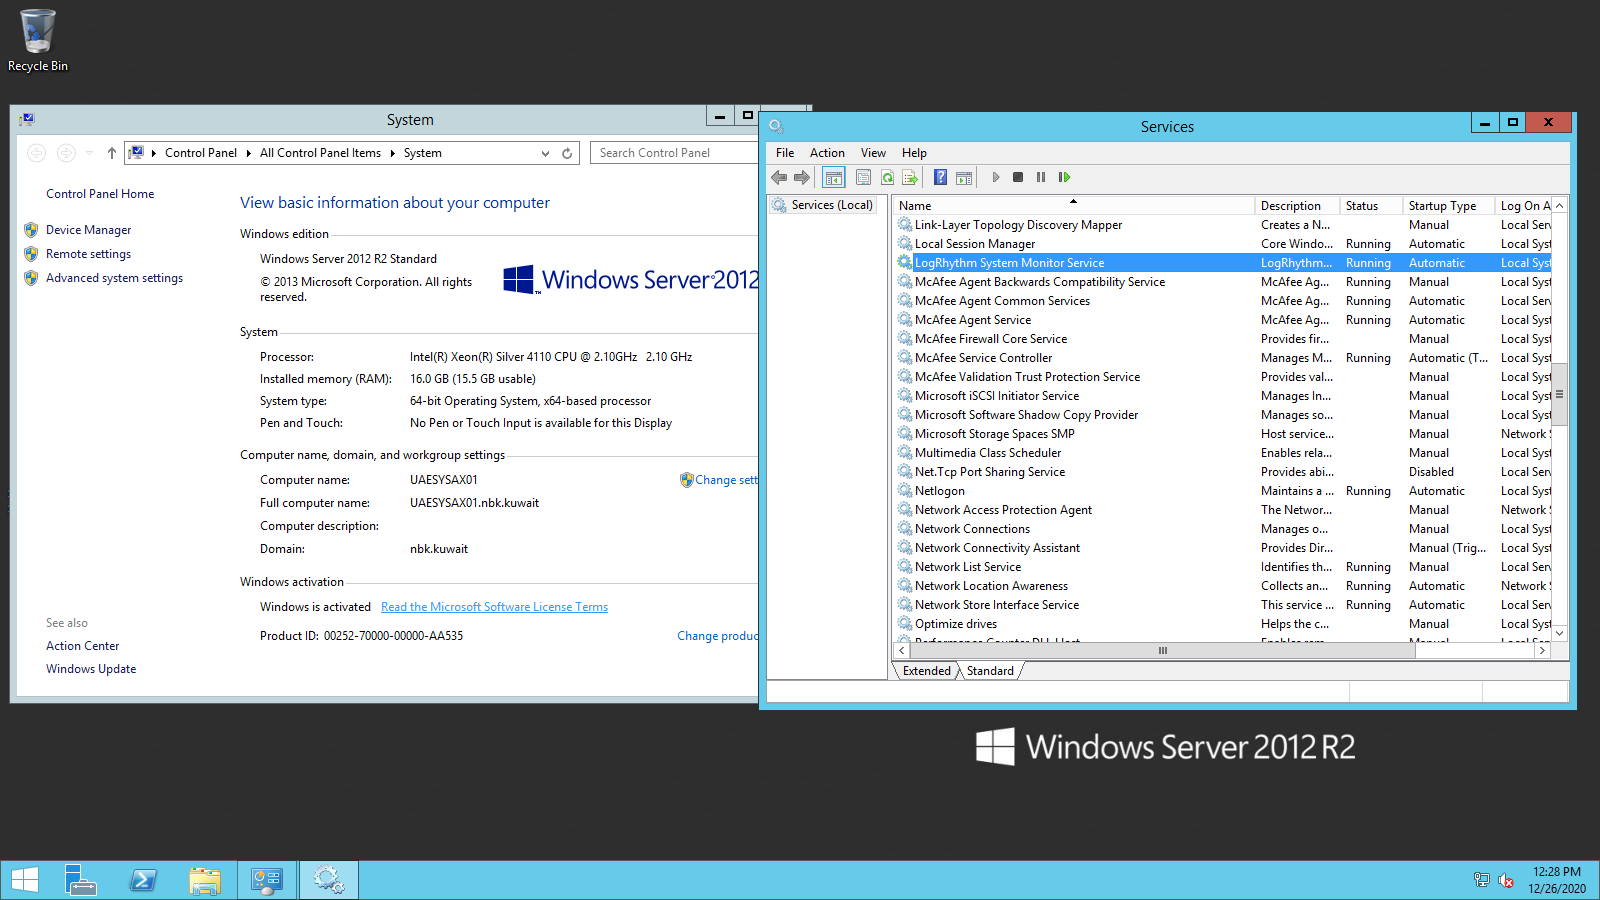 Recycle Bin
System
Control Panel
All Control Panel Items
System
Search Control Panel
Control Panel Home
Device Manager
Remote settings
Advanced system settings
See also
Action Center
Windows Update
View basic information about your computer
Windows edition
Windows Server 2012 R2 Standard
© 2013 Microsoft Corporation. All rights
reserved.
Windows Server 2012
System
Processor: Intel(R) Xeon(R) Silver 4110 CPU @ 2.10GHz 2.10 GHz
Installed memory (RAM): 16.0 GB (15.5 GB usable)
System type: 64-bit Operating System, x64-based processor
Pen and Touch: No Pen or Touch Input is available for this Display
Computer name, domain, and workgroup settings
Computer name: UAESYSAX01
Change sett
Full computer name: UAESYSAX01.nbk.kuwait
Computer description:
Domain: nbk.kuwait
Windows activation
Windows is activated Read the Microsoft Software License Terms
Product ID: 00252-70000-00000-AA535
Change produc
Services
File Action View Help
Services (Local)
Name Description Status Startup Type Log On A
Link-Layer Topology Discovery Mapper Creates a N... Manual Local Serv
Local Session Manager Core Windo... Running Automatic Local Syst
LogRhythm System Monitor Service LogRhythm... Running Automatic Local Syst
McAfee Agent Backwards Compatibility Service McAfee Ag... Running Manual Local Syst
McAfee Agent Common Services McAfee Ag... Running Automatic Local Serv
McAfee Agent Service McAfee Ag... Running Automatic Local Syst
McAfee Firewall Core Service Provides fir... Manual Local Syst
McAfee Service Controller Manages M... Running Automatic (T... Local Syst
McAfee Validation Trust Protection Service Provides val... Manual Local Syst
Microsoft iSCSI Initiator Service Manages In... Manual Local Syst
Microsoft Software Shadow Copy Provider Manages so... Manual Local Syst
Microsoft Storage Spaces SMP Host service... Manual Network S
Multimedia Class Scheduler Enables rela... Manual Local Syst
Net.Tcp Port Sharing Service Provides abi... Disabled Local Serv
Netlogon Maintains a ... Running Automatic Local Syst
Network Access Protection Agent The Networ... Manual Network S
Network Connections Manages o... Manual Local Syst
Network Connectivity Assistant Provides Dir... Manual (Trig... Local Syst
Network List Service Identifies th... Running Manual Local Serv
Network Location Awareness Collects an... Running Automatic Network S
Network Store Interface Service This service ... Running Automatic Local Serv
Optimize drives Helps the c... Manual Local Syst
Extended Standard
Windows Server 2012 R2
12:28 PM
12/26/2020